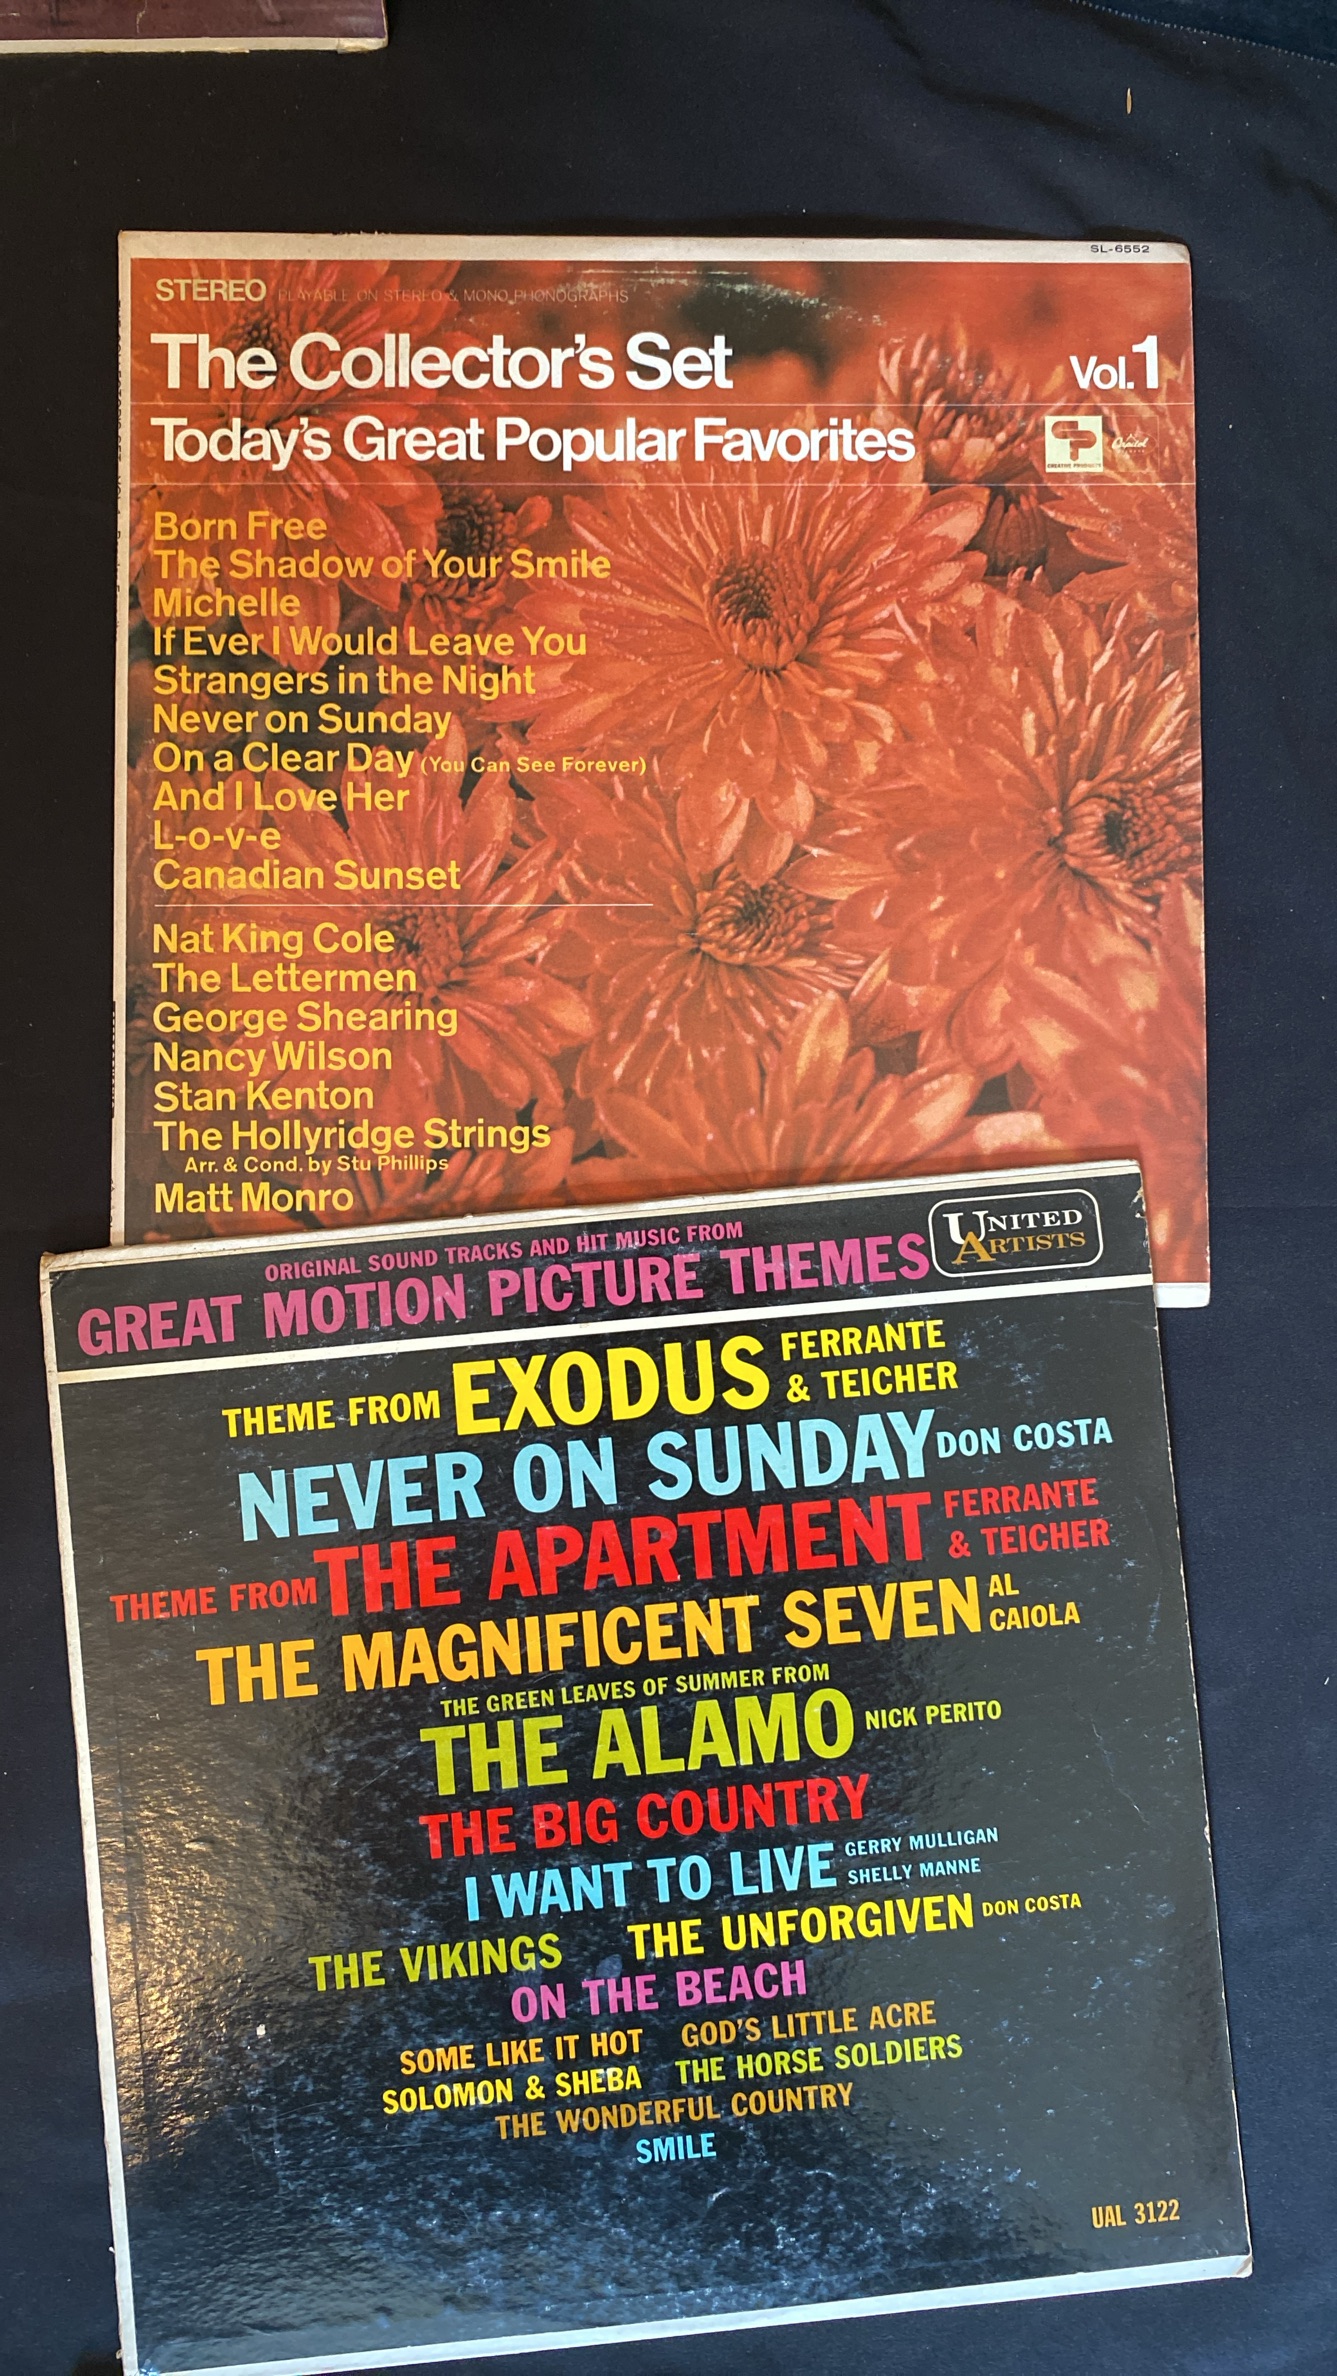 SL-6552
STEREO PLAYABLE ON STEREO & MONO PHONOGRAPHS
The Collector's Set Vol.1
Today's Great Popular Favorites
CREATIVE PRODUCTS
Capitol
Born Free
The Shadow of Your Smile
Michelle
If Ever I Would Leave You
Strangers in the Night
Never on Sunday
On a Clear Day (You Can See Forever)
And I Love Her
L-o-v-e
Canadian Sunset
Nat King Cole
The Lettermen
George Shearing
Nancy Wilson
Stan Kenton
The Hollyridge Strings
Arr. & Cond. by Stu Phillips
Matt Monro
ORIGINAL SOUND TRACKS AND HIT MUSIC FROM
GREAT MOTION PICTURE THEMES
UNITED
ARTISTS
THEME FROM EXODUS FERRANTE
& TEICHER
NEVER ON SUNDAY DON COSTA
THEME FROM THE APARTMENT FERRANTE
& TEICHER
THE MAGNIFICENT SEVEN AL
CAIOLA
THE GREEN LEAVES OF SUMMER FROM
THE ALAMO NICK PERITO
THE BIG COUNTRY
I WANT TO LIVE GERRY MULLIGAN
SHELLY MANNE
THE VIKINGS THE UNFORGIVEN DON COSTA
ON THE BEACH
SOME LIKE IT HOT GOD'S LITTLE ACRE
SOLOMON & SHEBA THE HORSE SOLDIERS
THE WONDERFUL COUNTRY
SMILE
UAL 3122